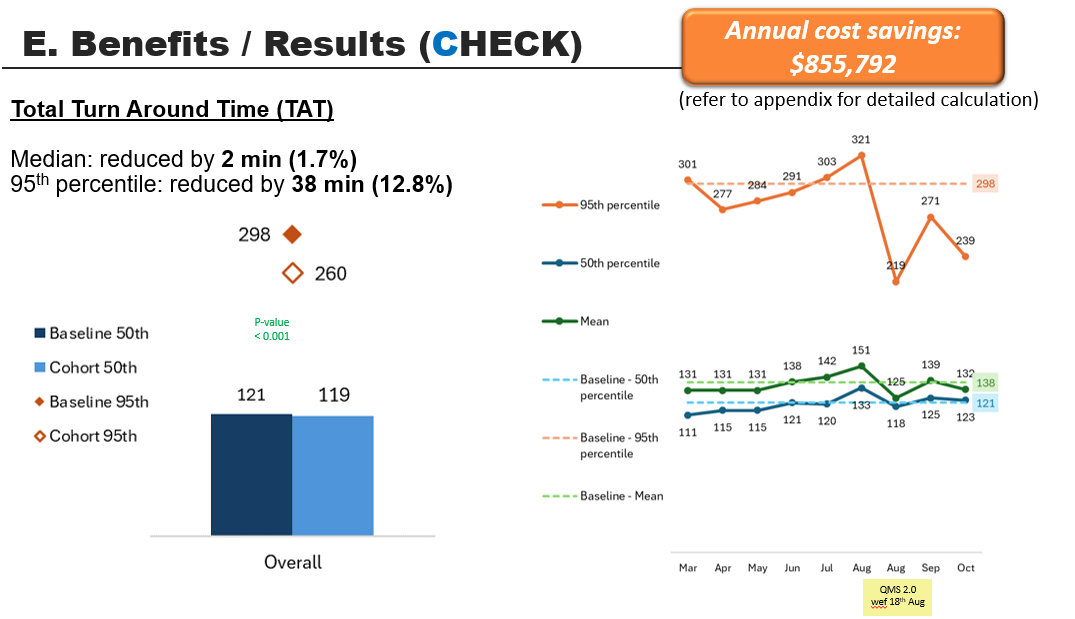 E. Benefits / Results (CHECK)
Annual cost savings:
$855,792
(refer to appendix for detailed calculation)
Total Turn Around Time (TAT)
Median: reduced by 2 min (1.7%)
95th percentile: reduced by 38 min (12.8%)
298
260
P-value
< 0.001
Baseline 50th
Cohort 50th
Baseline 95th
Cohort 95th
121
119
Overall
95th percentile
50th percentile
Mean
Baseline - 50th
percentile
Baseline - 95th
percentile
Baseline - Mean
301
277
284
291
303
321
219
271
239
298
131
131
131
138
142
151
125
139
132
138
111
115
115
121
120
133
118
125
123
121
Mar Apr May Jun Jul Aug Aug Sep Oct
QMS 2.0
wef 18th Aug